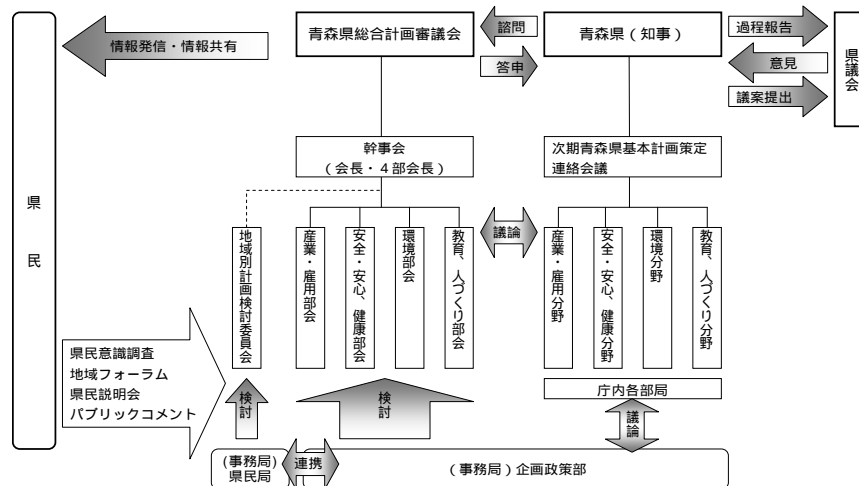 情報発信・情報共有
青森県総合計画審議会
諮問
答申
青森県（知事）
過程報告
意見
議案提出
県議会
幹事会
（会長・４部会長）
次期青森県基本計画策定
連絡会議
県民
地域別計画検討委員会
産業・雇用部会
安全・安心、健康部会
環境部会
教育、人づくり部会
議論
産業・雇用分野
安全・安心、健康分野
環境分野
教育、人づくり分野
県民意識調査
地域フォーラム
県民説明会
パブリックコメント
検討
検討
庁内各部局
議論
（事務局）
県民局
連携
（事務局）企画政策部